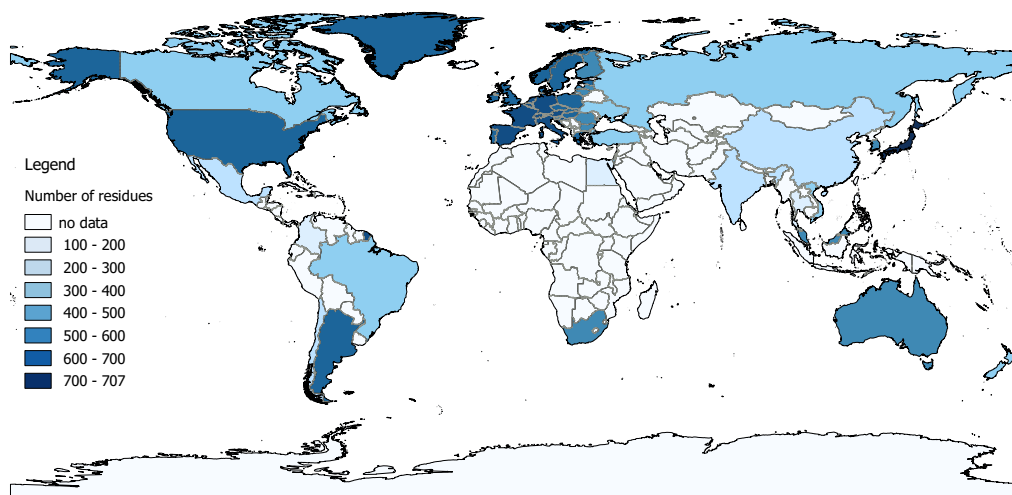 Legend
Number of residues
no data
100 - 200
200 - 300
300 - 400
400 - 500
500 - 600
600 - 700
700 - 707